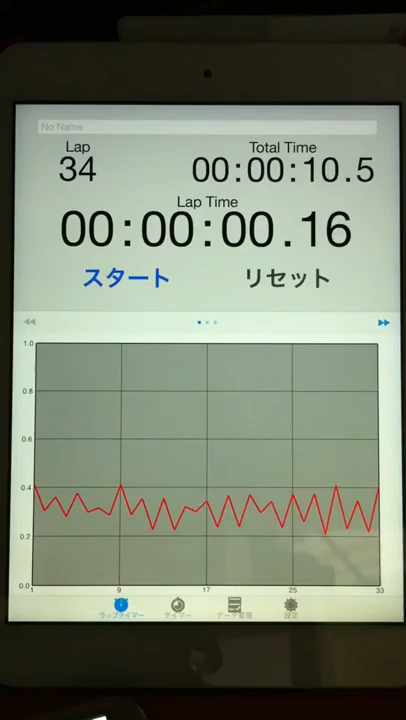 No Name
Lap
Total Time
34
00:00:10.5
Lap Time
00:00:00.16
スタート
リセット
1.0
0.8
0.6
0.4
0.2
0.0
1
9
17
25
33
ラップタイマー
タイマー
データ管理
設定